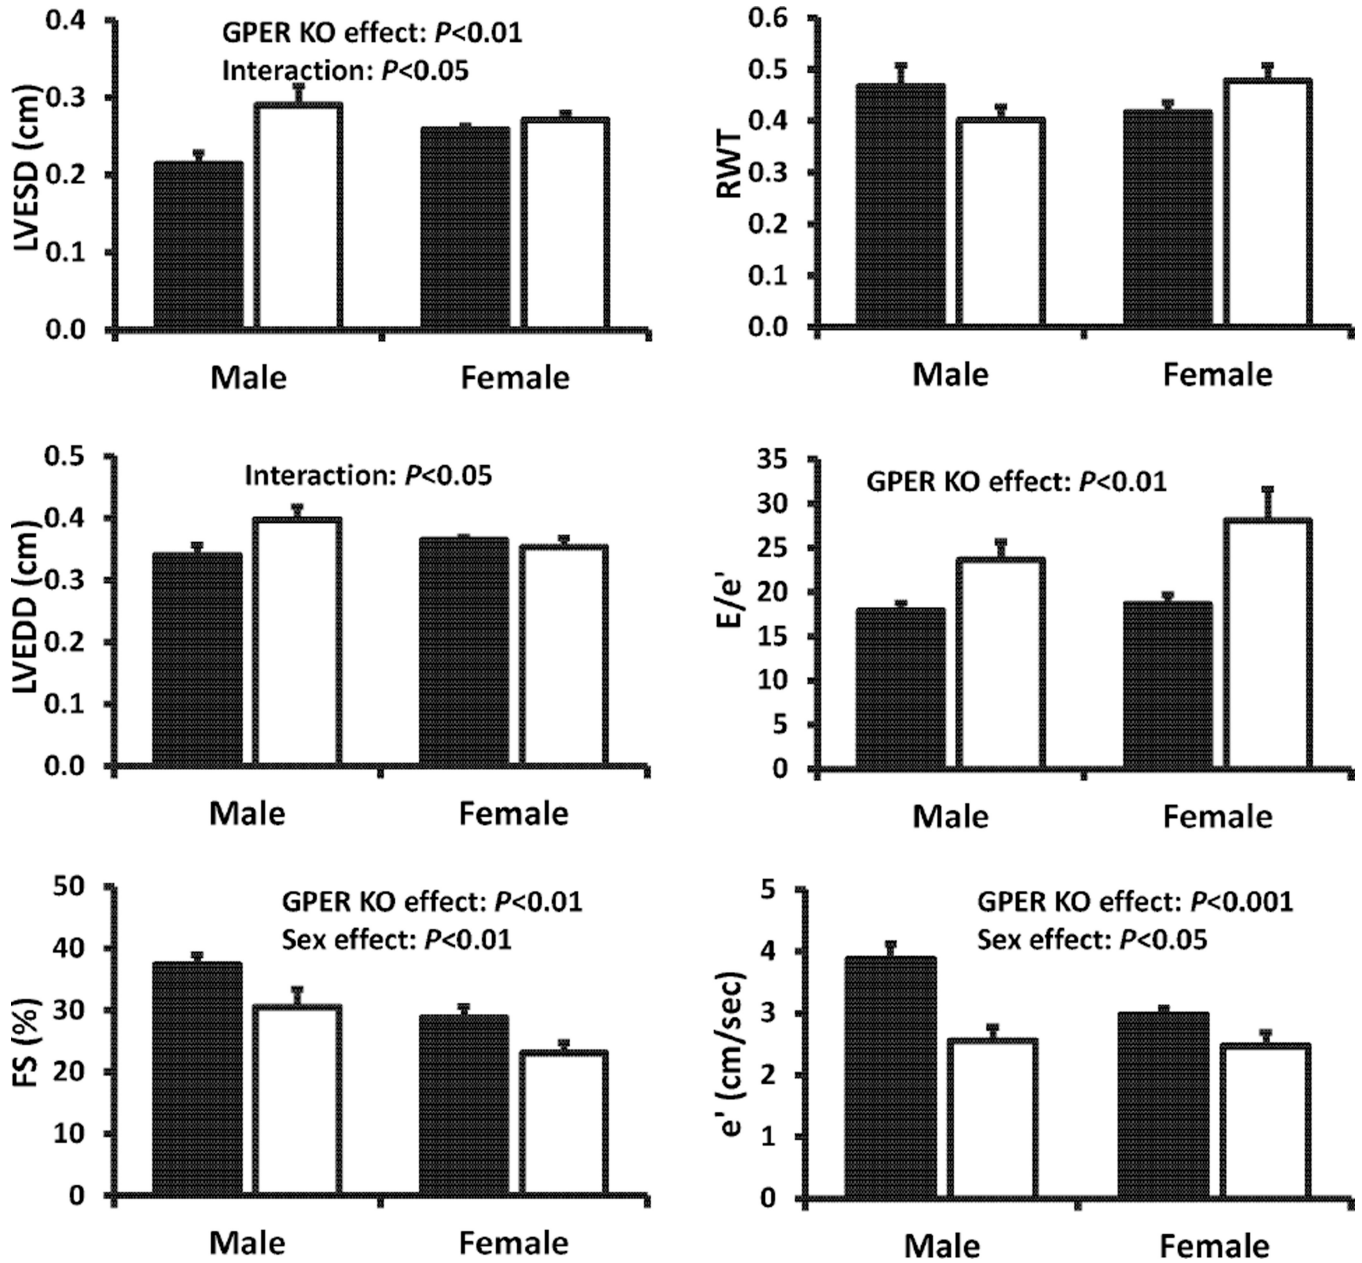 LVESD (cm)
0.4
0.3
0.2
0.1
0.0
GPER KO effect: P<0.01
Interaction: P<0.05
Male
Female
RWT
0.6
0.5
0.4
0.3
0.2
0.1
0.0
Male
Female
LVEDD (cm)
0.5
0.4
0.3
0.2
0.1
0.0
Interaction: P<0.05
Male
Female
E/e'
35
30
25
20
15
10
5
0
GPER KO effect: P<0.01
Male
Female
FS (%)
50
40
30
20
10
0
GPER KO effect: P<0.01
Sex effect: P<0.01
Male
Female
e' (cm/sec)
5
4
3
2
1
0
GPER KO effect: P<0.001
Sex effect: P<0.05
Male
Female